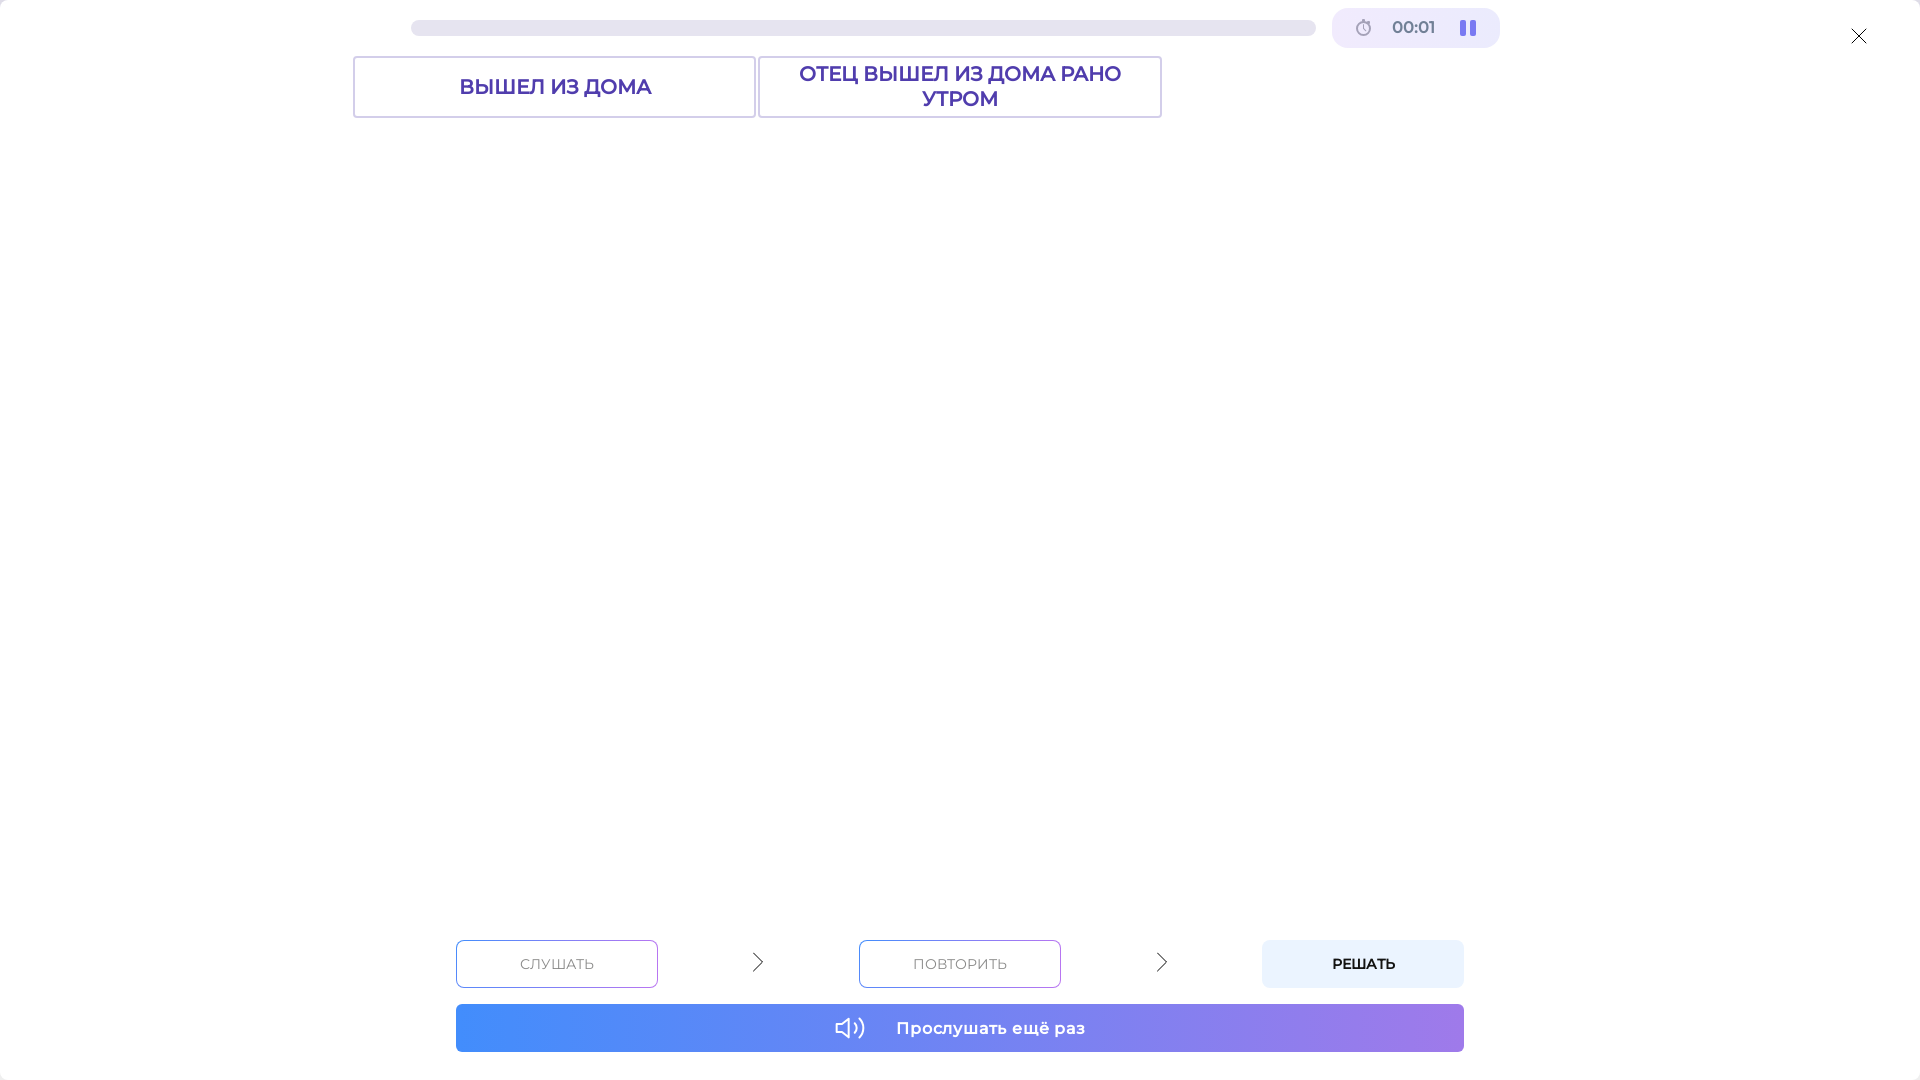 00:01
ВЫШЕЛ ИЗ ДОМА
ОТЕЦ ВЫШЕЛ ИЗ ДОМА РАНО
УТРОМ
СЛУШАТЬ
ПОВТОРИТЬ
РЕШАТЬ
Прослушать ещё раз